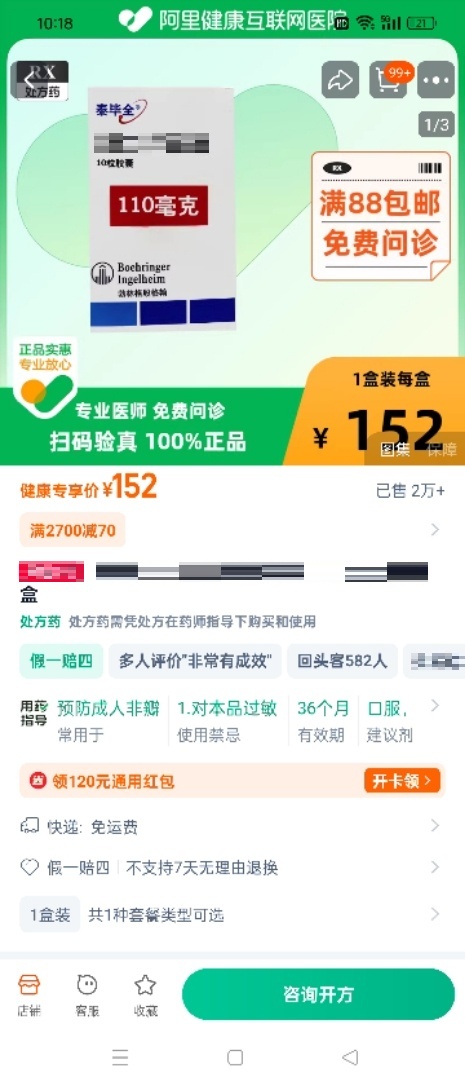 10:18
阿里健康互联网医院
HD
5G
21
RX
处方药
99+
1/3
泰毕全
10粒胶囊
110毫克
Boehringer
Ingelheim
勃林格殷格翰
RX
满88包邮
免费问诊
正品实惠
专业放心
专业医师 免费问诊
扫码验真 100%正品
1盒装每盒
¥ 152
图集 保障
健康专享价¥152
已售 2万+
满2700减70
盒
处方药 处方药需凭处方在药师指导下购买和使用
假一赔四
多人评价"非常有成效"
回头客582人
用药
指导
预防成人非瓣
1.对本品过敏
36个月
口服,
常用于
使用禁忌
有效期
建议剂
领120元通用红包
开卡领
快递: 免运费
假一赔四 不支持7天无理由退换
1盒装 共1种套餐类型可选
店铺
客服
收藏
咨询开方